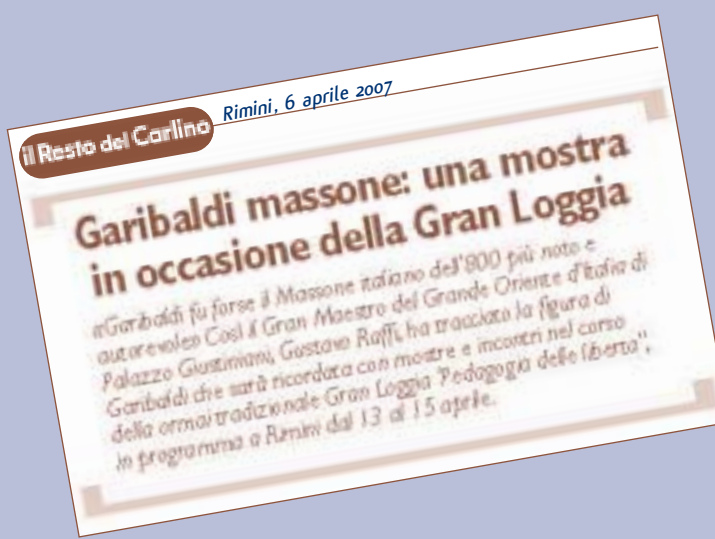 il Resto del Carlino
Rimini, 6 aprile 2007
Garibaldi massone: una mostra
in occasione della Gran Loggia
«Garibaldi fu forse il Massone italiano dell'800 più noto e
autorevole» Così il Gran Maestro del Grande Oriente d'Italia di
Palazzo Giustiniani, Gustavo Raffi, ha tracciato la figura di
Garibaldi che sarà ricordata con mostre e incontri nel corso
della ormai tradizionale Gran Loggia "Pedagogia delle libertà",
in programma a Rimini dal 13 al 15 aprile.